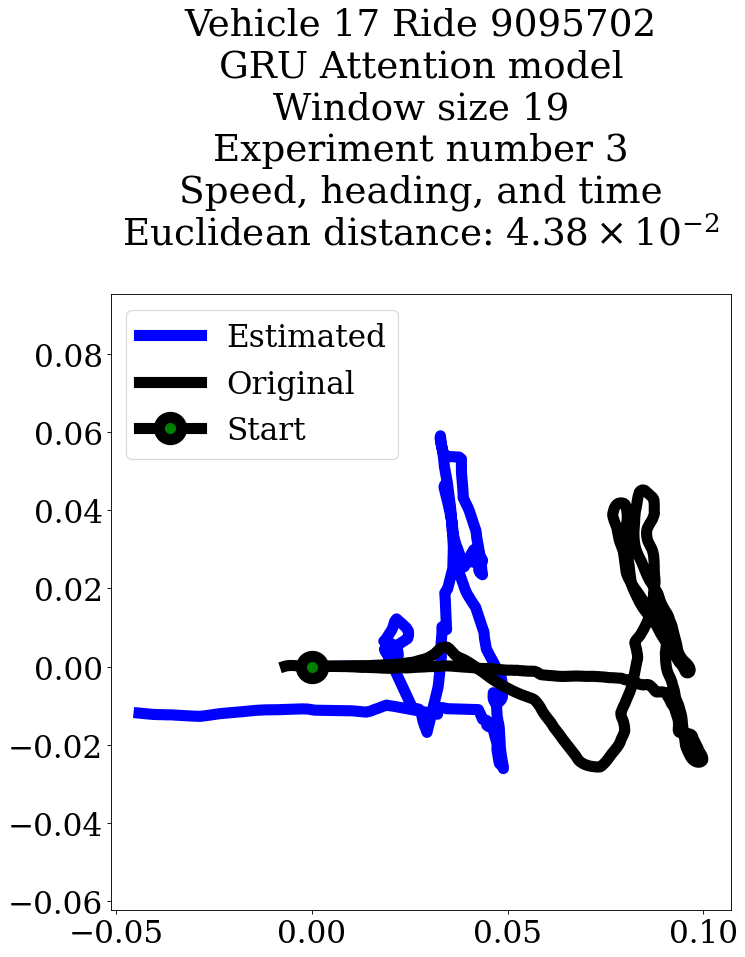 Vehicle 17 Ride 9095702
GRU Attention model
Window size 19
Experiment number 3
Speed, heading, and time
Euclidean distance: 4.38 × 10⁻²
Estimated
Original
Start
0.08
0.06
0.04
0.02
0.00
−0.02
−0.04
−0.06
−0.05 0.00 0.05 0.10